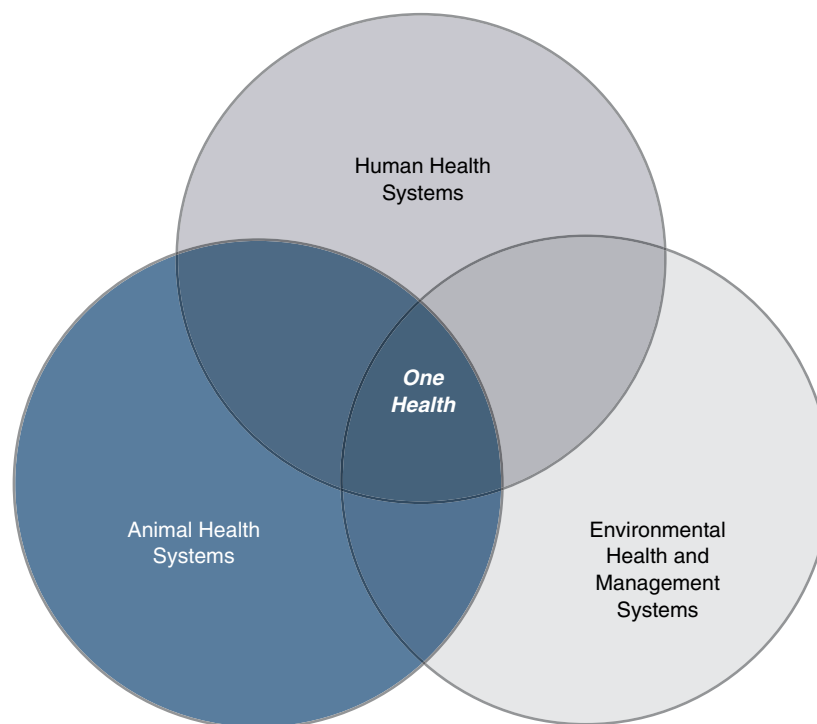 Human Health
Systems
One
Health
Animal Health
Systems
Environmental
Health and
Management
Systems